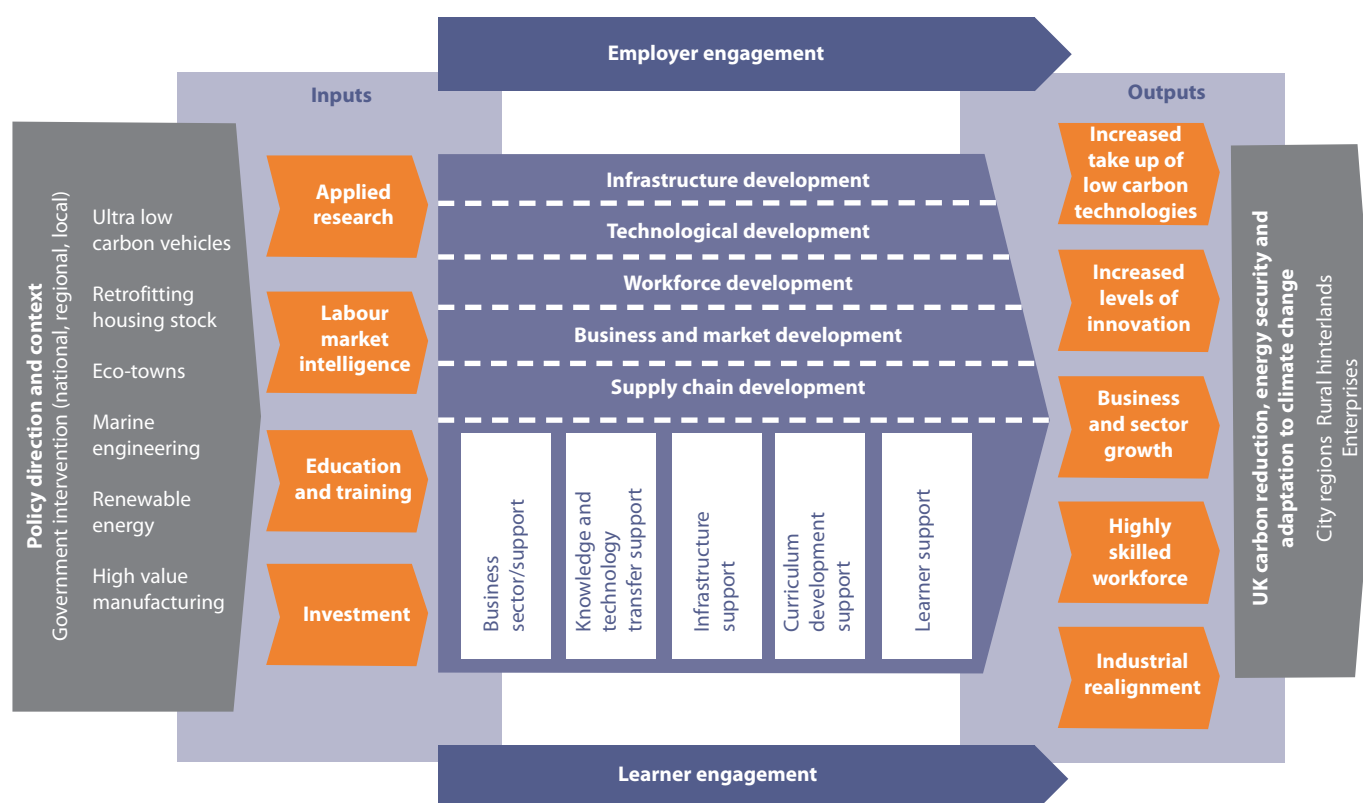 Employer engagement
Inputs
Outputs
Policy direction and context
Government intervention (national, regional, local)
Ultra low
carbon vehicles
Retrofitting
housing stock
Eco-towns
Marine
engineering
Renewable
energy
High value
manufacturing
Applied
research
Labour
market
intelligence
Education
and training
Investment
Infrastructure development
Technological development
Workforce development
Business and market development
Supply chain development
Business
sector/support
Knowledge and
technology
transfer support
Infrastructure
support
Curriculum
development
support
Learner support
Increased
take up of
low carbon
technologies
Increased
levels of
innovation
Business
and sector
growth
Highly
skilled
workforce
Industrial
realignment
UK carbon reduction, energy security and
adaptation to climate change
City regions Rural hinterlands
Enterprises
Learner engagement